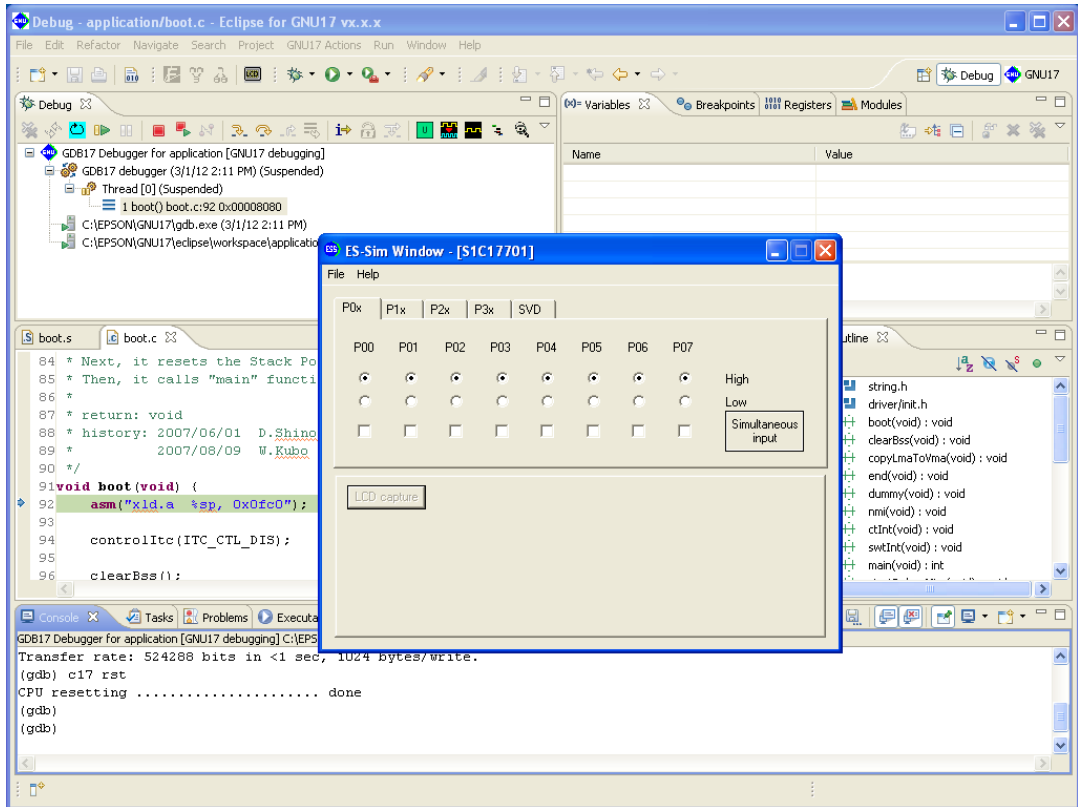 Debug - application/boot.c - Eclipse for GNU17 vx.x.x
File Edit Refactor Navigate Search Project GNU17 Actions Run Window Help
Debug GNU17
Debug
GDB17 Debugger for application [GNU17 debugging]
GDB17 debugger (3/1/12 2:11 PM) (Suspended)
Thread [0] (Suspended)
1 boot() boot.c:92 0x00008080
C:\EPSON\GNU17\gdb.exe (3/1/12 2:11 PM)
C:\EPSON\GNU17\eclipse\workspace\applicatio
(x)= Variables Breakpoints Registers Modules
Name Value
ES-Sim Window - [S1C17701]
File Help
P0x P1x P2x P3x SVD
P00 P01 P02 P03 P04 P05 P06 P07
High
Low
Simultaneous
input
LCD capture
boot.s boot.c
84 * Next, it resets the Stack Po
85 * Then, it calls "main" functi
86 *
87 * return: void
88 * history: 2007/06/01 D.Shino
89 * 2007/08/09 W.Kubo
90 */
91void boot(void) {
92 asm("xld.a %sp, 0x0fc0");
93
94 controlItc(ITC_CTL_DIS);
95
96 clearBss();
utline
string.h
driver/init.h
boot(void) : void
clearBss(void) : void
copyLmaToVma(void) : void
end(void) : void
dummy(void) : void
nmi(void) : void
ctInt(void) : void
swtInt(void) : void
main(void) : int
Console Tasks Problems Executa
GDB17 Debugger for application [GNU17 debugging] C:\EPS
Transfer rate: 524288 bits in <1 sec, 1024 bytes/write.
(gdb) c17 rst
CPU resetting ...................... done
(gdb)
(gdb)